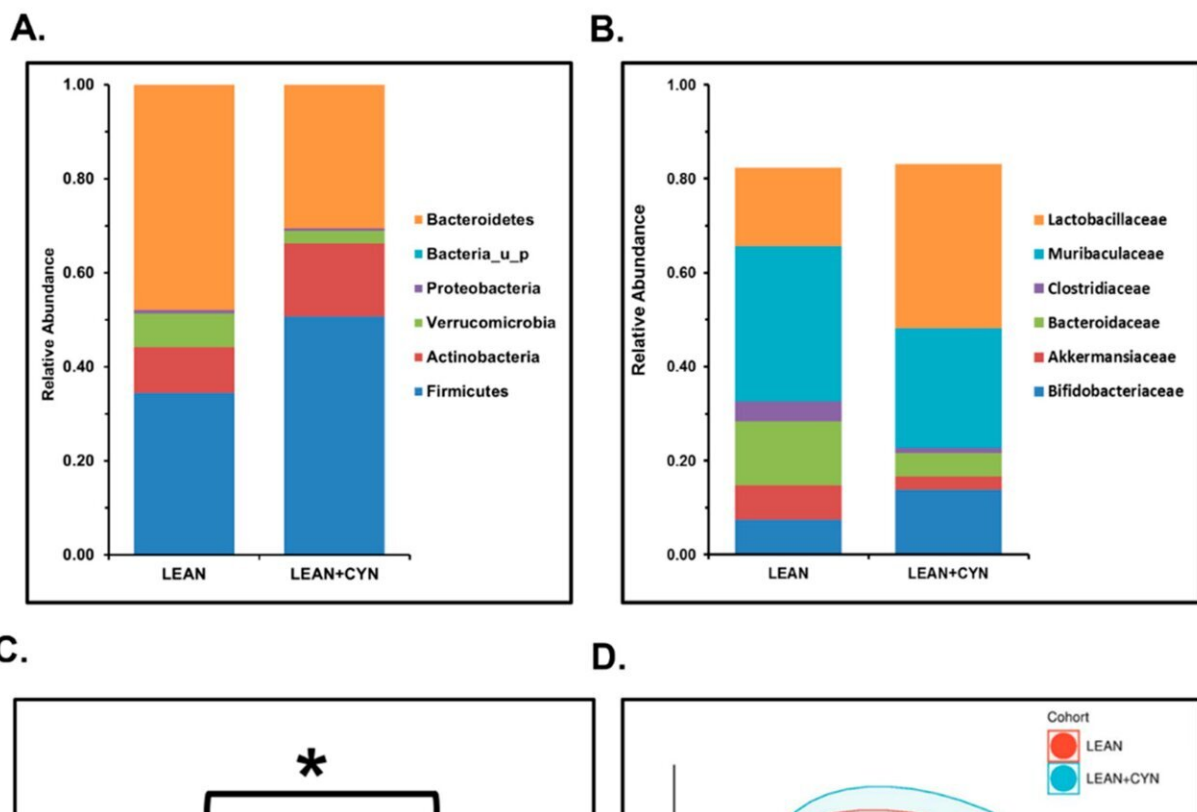 A.
B.
1.00
0.80
0.60
0.40
0.20
0.00
Relative Abundance
LEAN
LEAN+CYN
Bacteroidetes
Bacteria_u_p
Proteobacteria
Verrucomicrobia
Actinobacteria
Firmicutes
1.00
0.80
0.60
0.40
0.20
0.00
Relative Abundance
LEAN
LEAN+CYN
Lactobacillaceae
Muribaculaceae
Clostridiaceae
Bacteroidaceae
Akkermansiaceae
Bifidobacteriaceae
C.
D.
*
Cohort
LEAN
LEAN+CYN